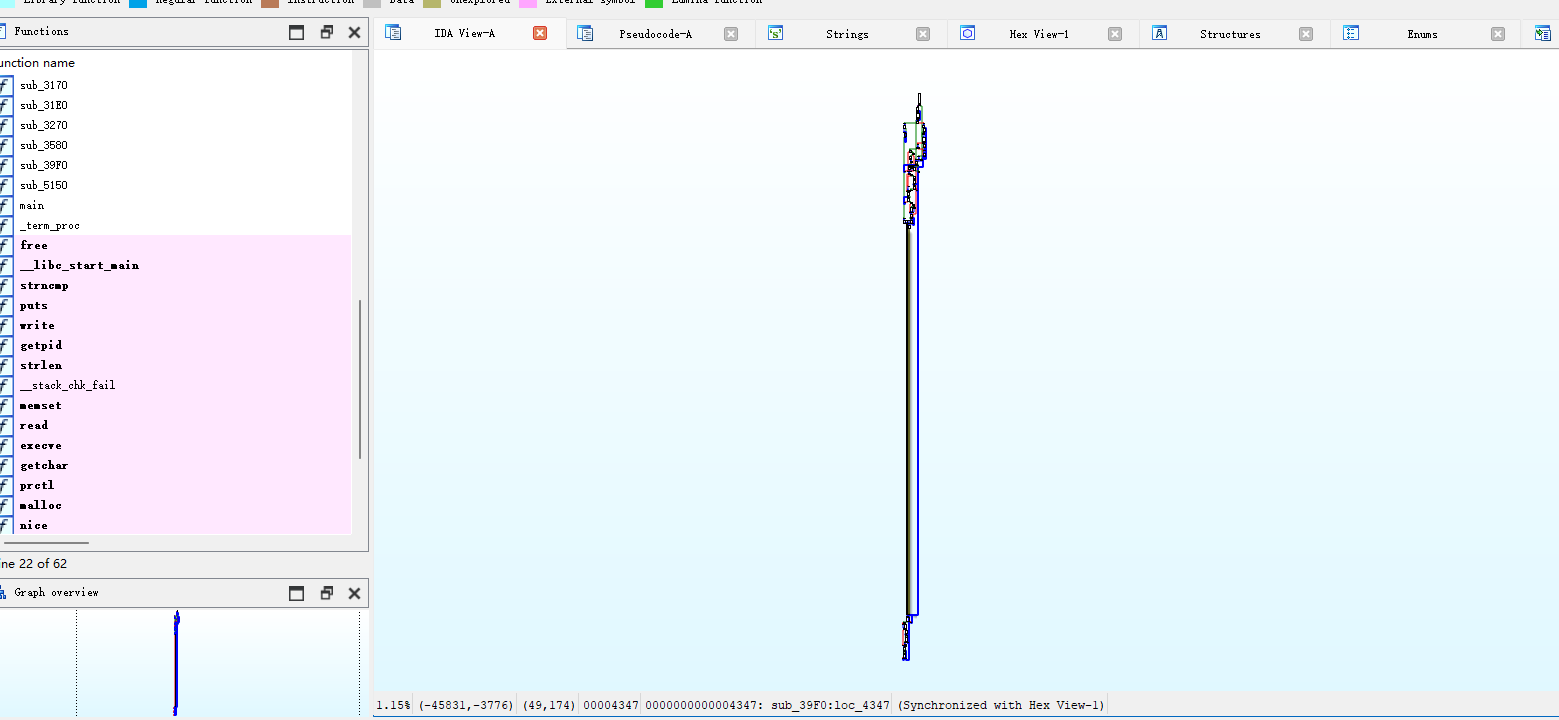 Library function Regular function Instruction Data Unexplored External symbol Lumina function
Functions
IDA View-A Pseudocode-A Strings Hex View-1 Structures Enums
unction name
sub_3170
sub_31E0
sub_3270
sub_3580
sub_39F0
sub_5150
main
_term_proc
free
__libc_start_main
strncmp
puts
write
getpid
strlen
__stack_chk_fail
memset
read
execve
getchar
prctl
malloc
nice
ine 22 of 62
Graph overview
1.15% (-45831,-3776) (49,174) 00004347 0000000000004347: sub_39F0:loc_4347 (Synchronized with Hex View-1)